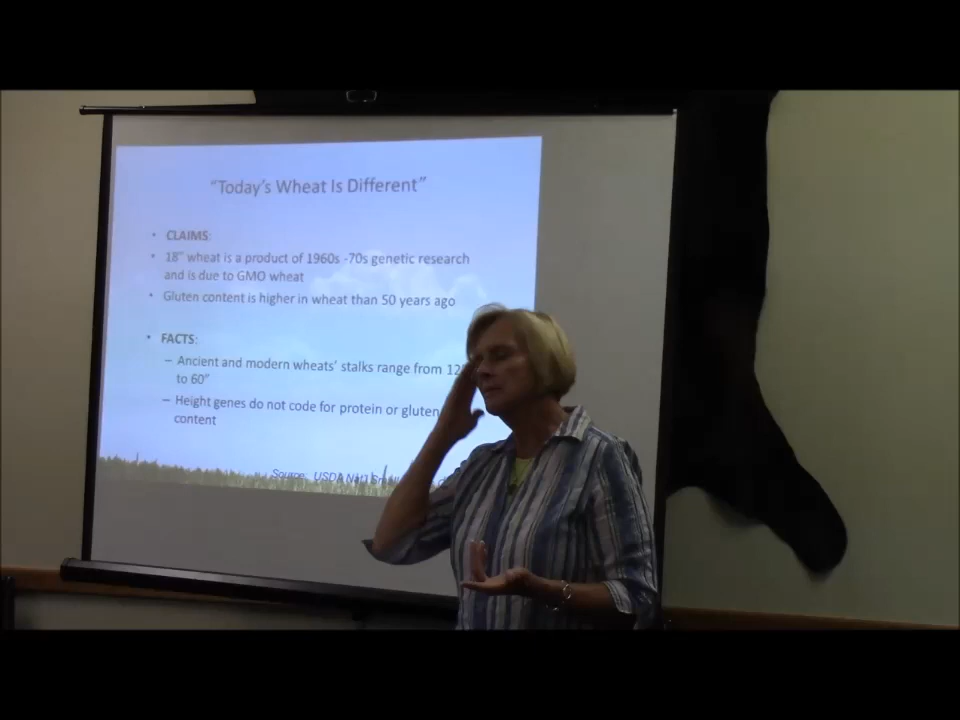 “Today’s Wheat Is Different”
• CLAIMS:
• 18” wheat is a product of 1960s -70s genetic research
and is due to GMO wheat
• Gluten content is higher in wheat than 50 years ago
• FACTS:
– Ancient and modern wheats’ stalks range from 12
to 60”
– Height genes do not code for protein or gluten
content
Source: USDA Nat'l